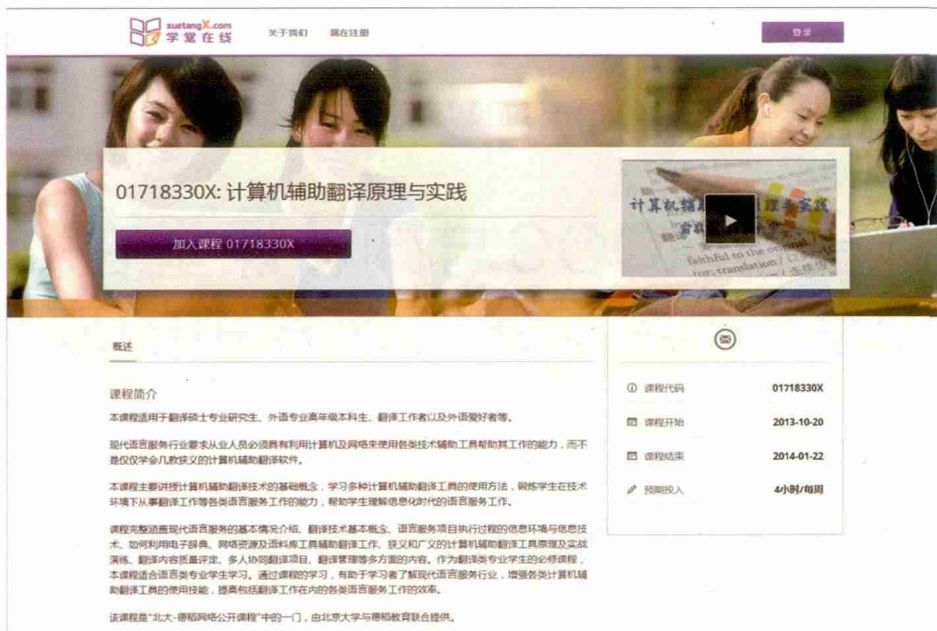 xuetangX.com
学堂在线
关于我们 现在注册
登录
01718330X: 计算机辅助翻译原理与实践
加入课程 01718330X
计算机辅
理与实践
faithful to the original
translation
概述
课程简介
本课程适用于翻译硕士专业研究生、外语专业高年级本科生、翻译工作者以及外语爱好者等。
现代语言服务行业要求从业人员必须具有利用计算机及网络来使用各类技术辅助工具帮助其工作的能力，而不
是仅仅学会几款狭义的计算机辅助翻译软件。
本课程主要讲授计算机辅助翻译技术的基础概念，学习多种计算机辅助翻译工具的使用方法，锻炼学生在技术
环境下从事翻译工作等各类语言服务工作的能力，帮助学生理解信息化时代的语言服务工作。
课程完整涵盖现代语言服务的基本情况介绍、翻译技术基本概念、语言服务项目执行过程的信息环境与信息技
术、如何利用电子辞典、网络资源及语料库工具辅助翻译工作、狭义和广义的计算机辅助翻译工具原理及实战
演练、翻译内容质量评定、多人协同翻译项目、翻译管理等多方面的内容。作为翻译类专业学生的必修课程，
本课程适合语言类专业学生学习。通过课程的学习，有助于学习者了解现代语言服务行业，增强各类计算机辅
助翻译工具的使用技能，提高包括翻译工作在内的各类语言服务工作的效率。
该课程是“北大-德稻网络公开课程”中的一门，由北京大学与德稻教育联合提供。
课程代码 01718330X
课程开始 2013-10-20
课程结束 2014-01-22
预期投入 4小时/每周